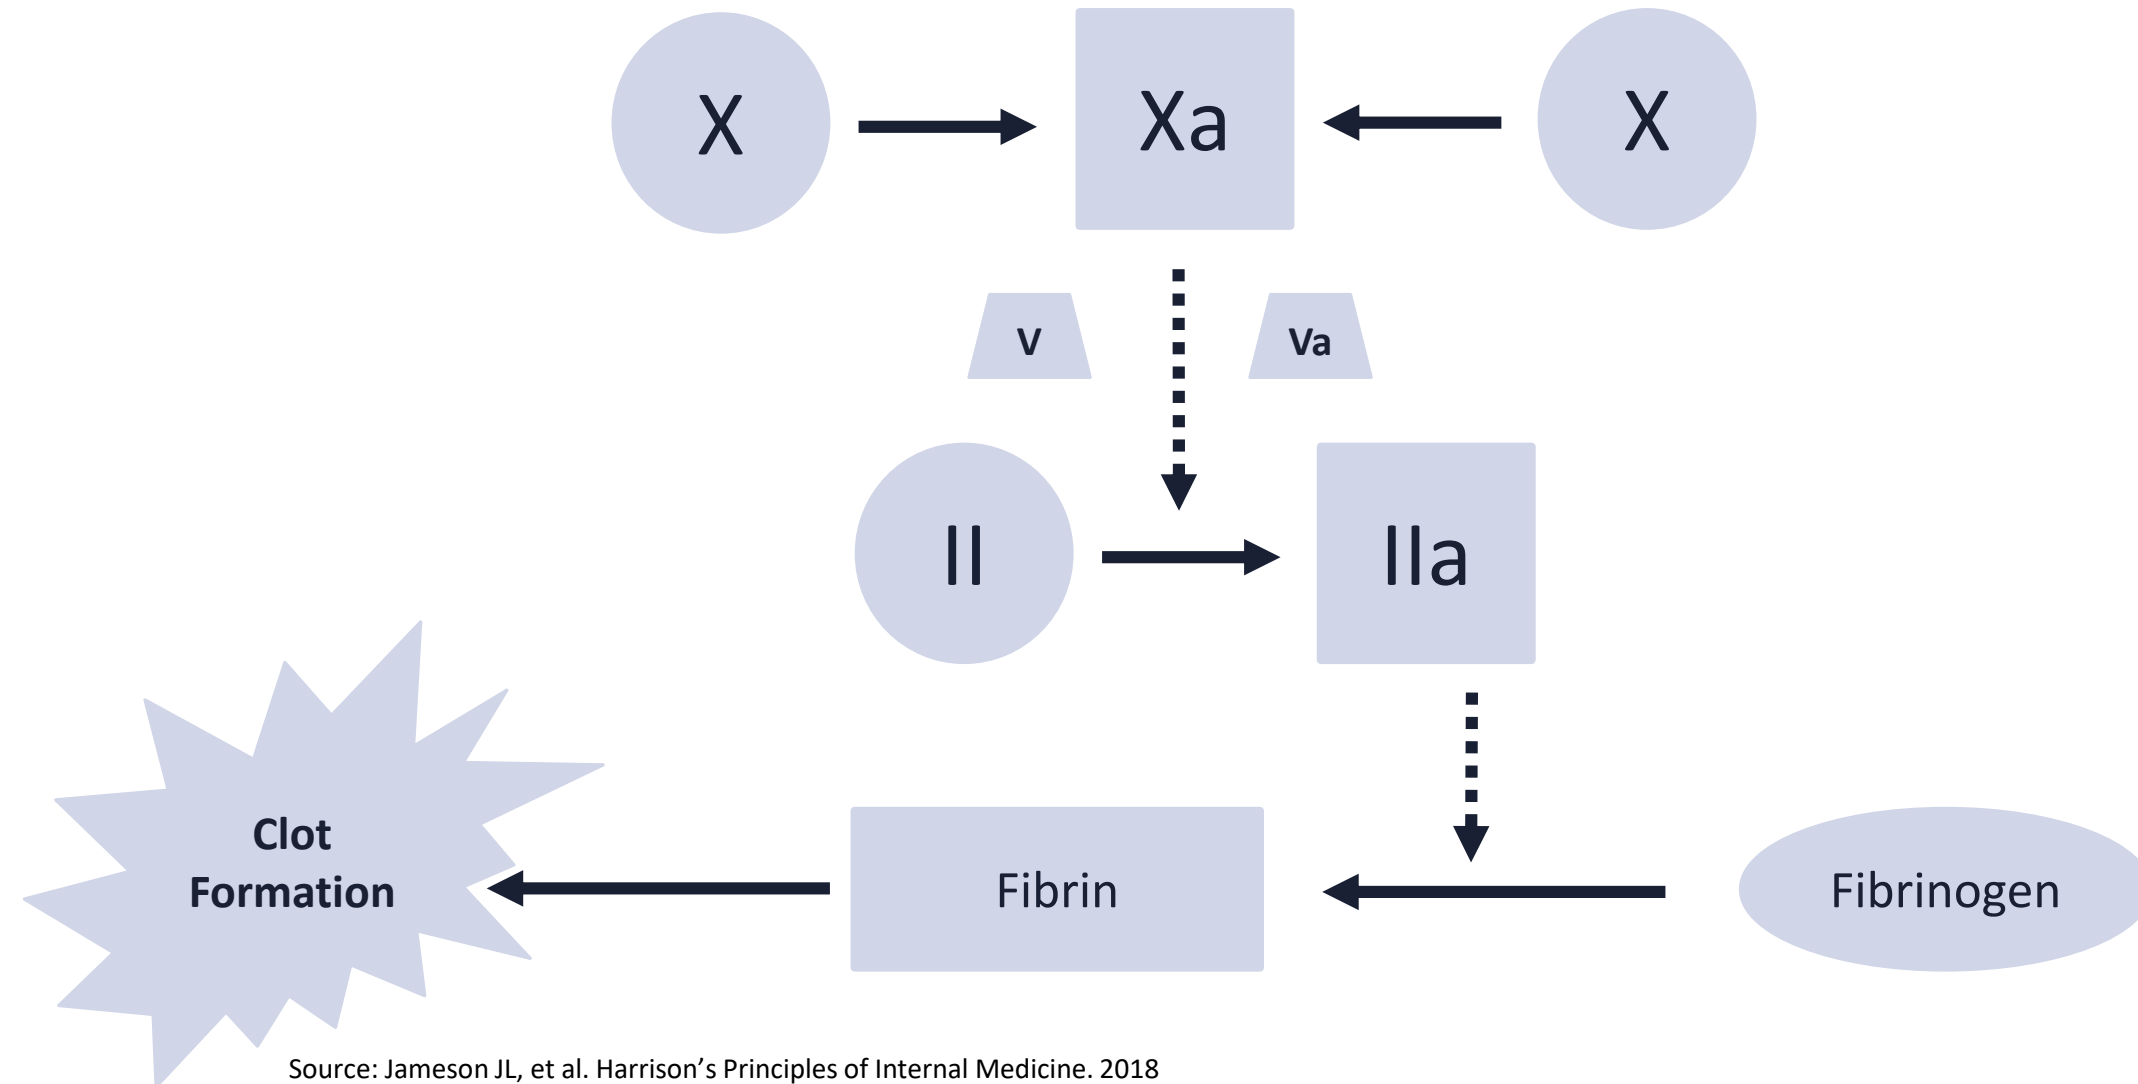 X
Xa
X
V
Va
II
IIa
Clot
Formation
Fibrin
Fibrinogen
Source: Jameson JL, et al. Harrison’s Principles of Internal Medicine. 2018